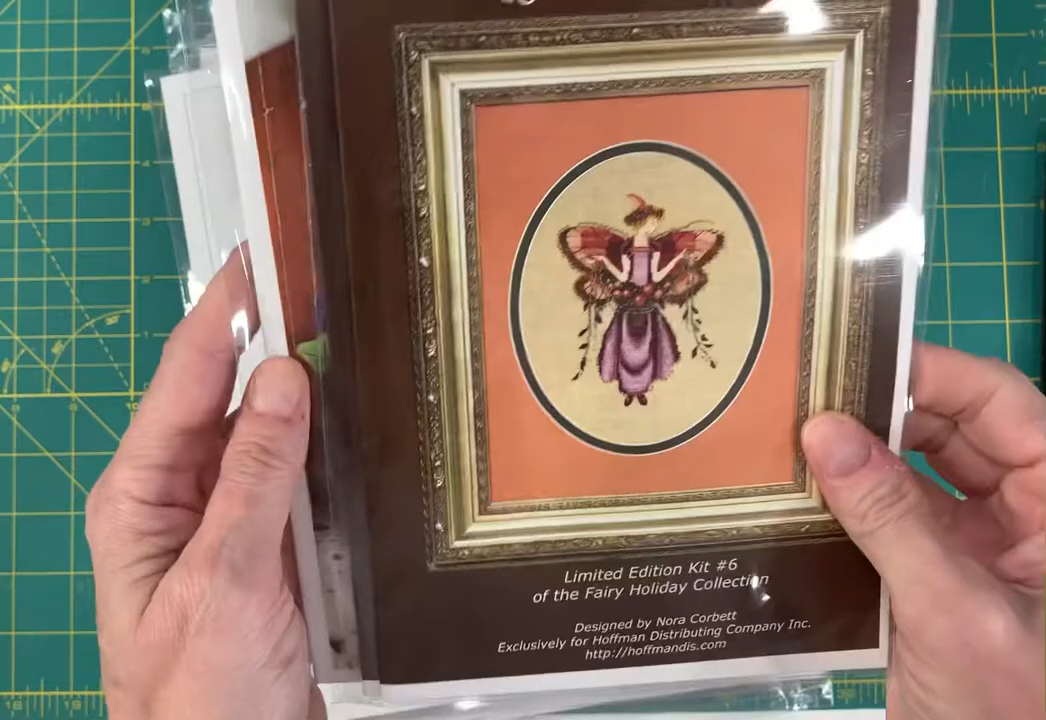 Limited Edition Kit #6
of the Fairy Holiday Collection
Designed by Nora Corbett
Exclusively for Hoffman Distributing Company Inc.
http://hoffmandis.com